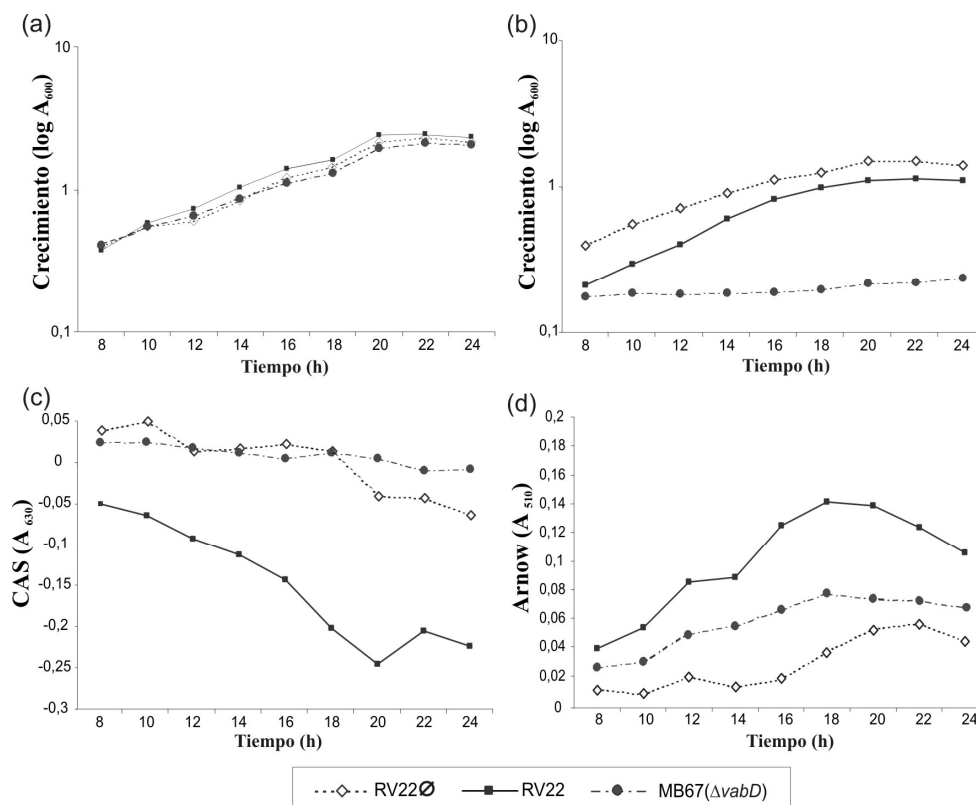 (a)
Crecimiento (log A600)
10
1
0,1
8 10 12 14 16 18 20 22 24
Tiempo (h)
(b)
Crecimiento (log A600)
10
1
0,1
8 10 12 14 16 18 20 22 24
Tiempo (h)
(c)
CAS (A 630)
0,05
0
-0,05
-0,1
-0,15
-0,2
-0,25
-0,3
8 10 12 14 16 18 20 22 24
Tiempo (h)
(d)
Arnow (A 510)
0,2
0,16
0,14
0,12
0,1
0,08
0,06
0,04
0,02
0
8 10 12 14 16 18 20 22 24
Tiempo (h)
RV22Ø RV22 MB67(ΔvabD)